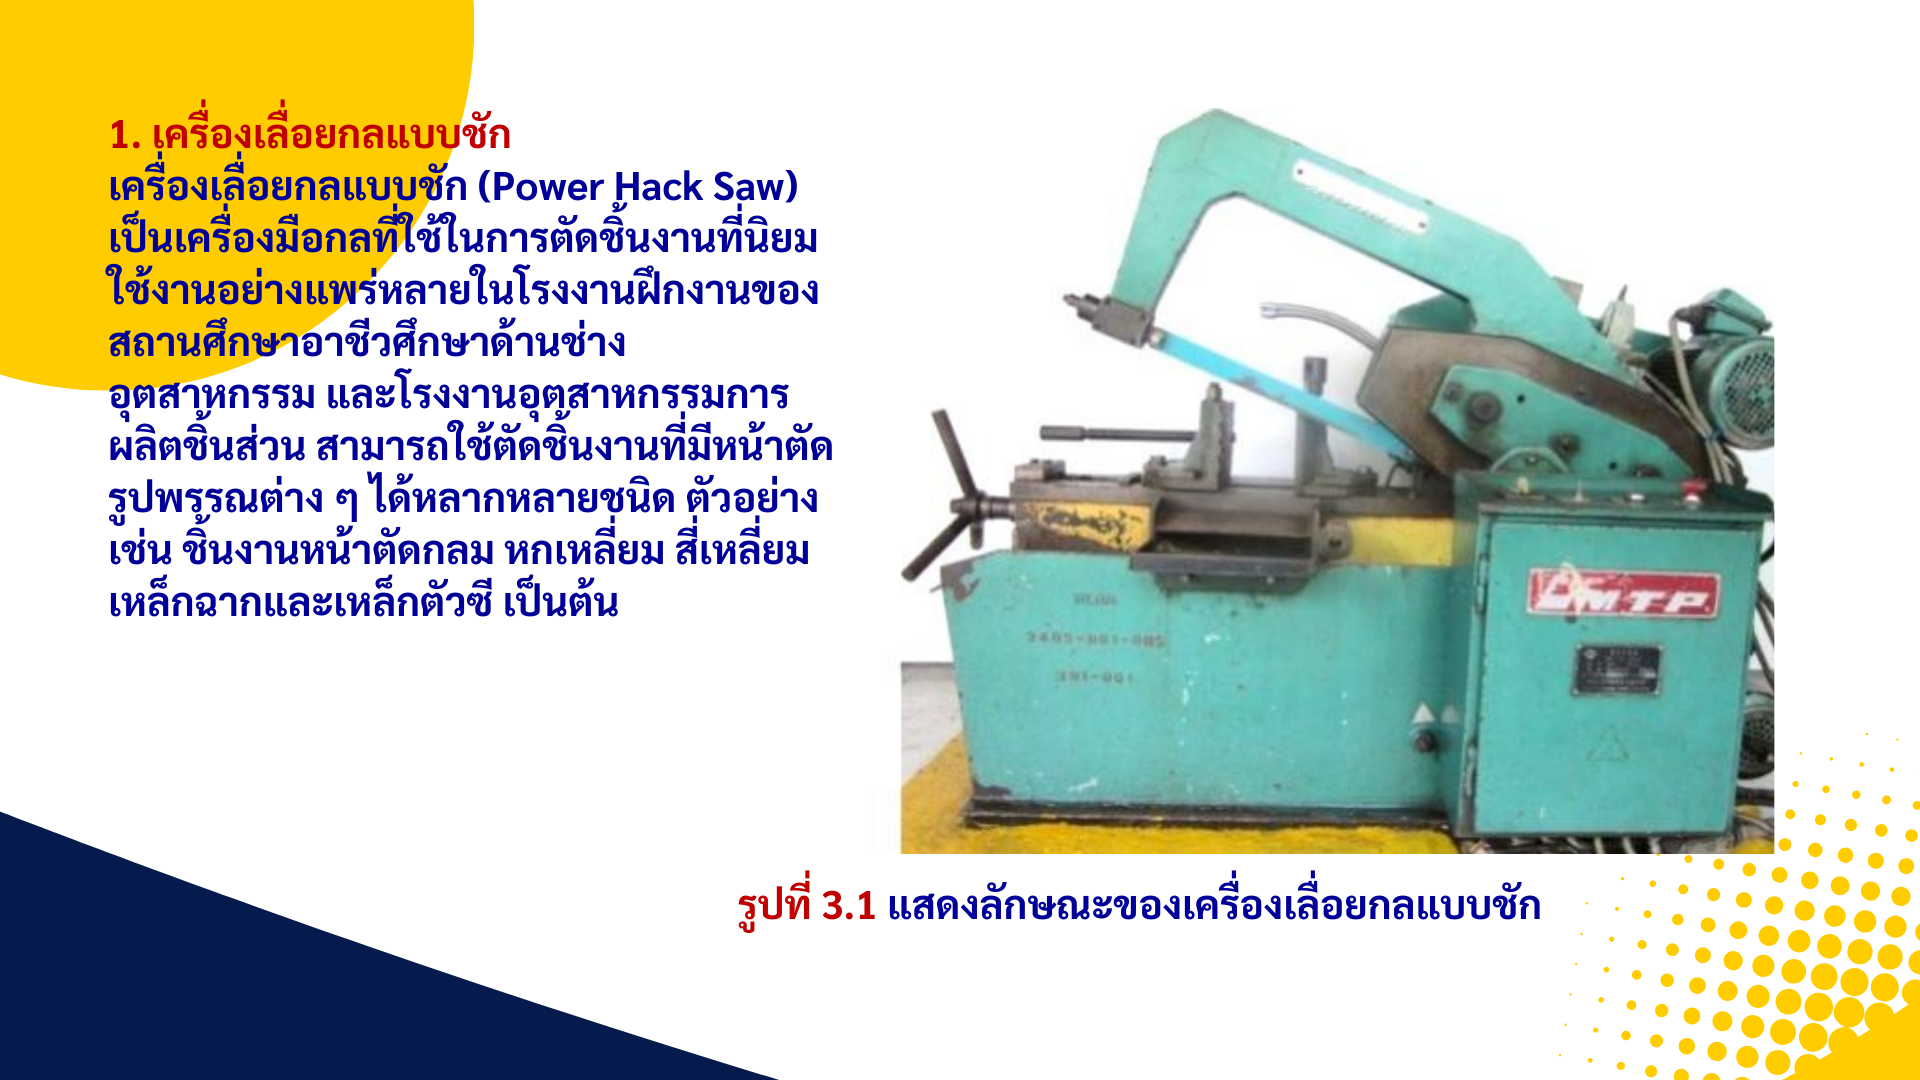 1. เครื่องเลื่อยกลแบบชัก
เครื่องเลื่อยกลแบบชัก (Power Hack Saw)
เป็นเครื่องมือกลที่ใช้ในการตัดชิ้นงานที่นิยม
ใช้งานอย่างแพร่หลายในโรงงานฝึกงานของ
สถานศึกษาอาชีวศึกษาด้านช่าง
อุตสาหกรรม และโรงงานอุตสาหกรรมการ
ผลิตชิ้นส่วน สามารถใช้ตัดชิ้นงานที่มีหน้าตัด
รูปพรรณต่าง ๆ ได้หลากหลายชนิด ตัวอย่าง
เช่น ชิ้นงานหน้าตัดกลม หกเหลี่ยม สี่เหลี่ยม
เหล็กฉากและเหล็กตัวซี เป็นต้น
รูปที่ 3.1 แสดงลักษณะของเครื่องเลื่อยกลแบบชัก